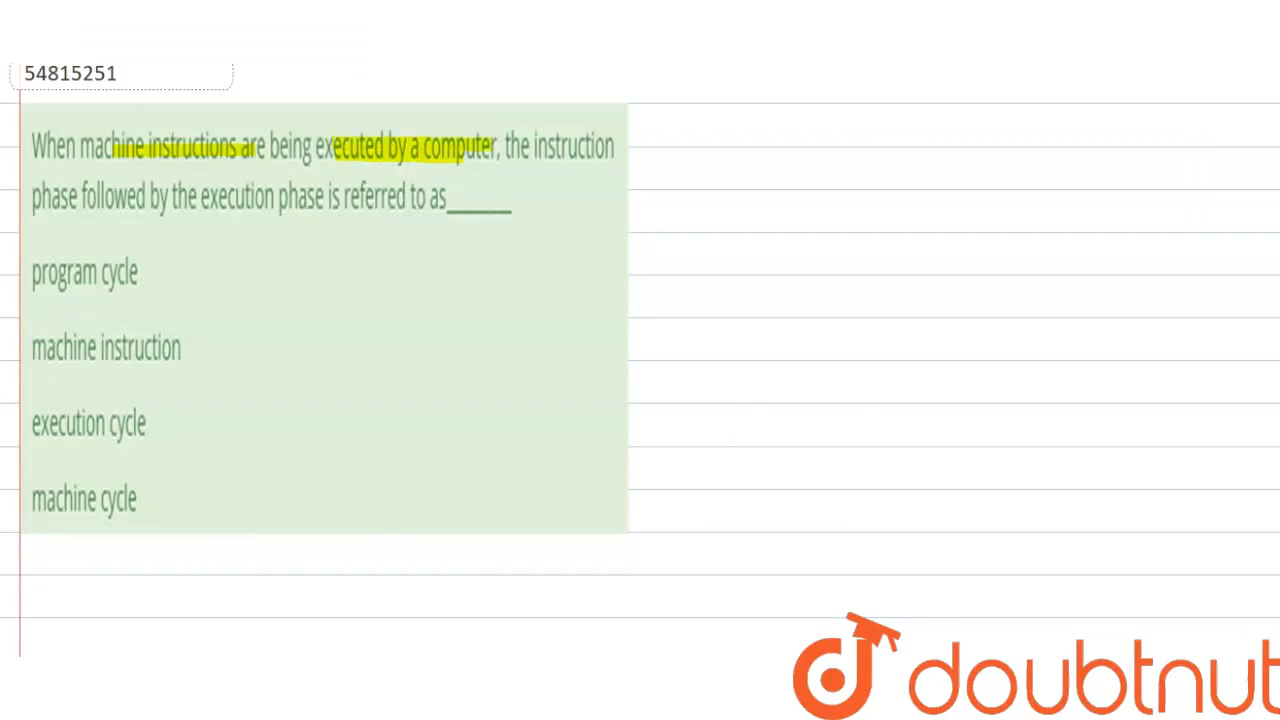 54815251
When machine instructions are being executed by a computer, the instruction
phase followed by the execution phase is referred to as_______
program cycle
machine instruction
execution cycle
machine cycle
doubtnut